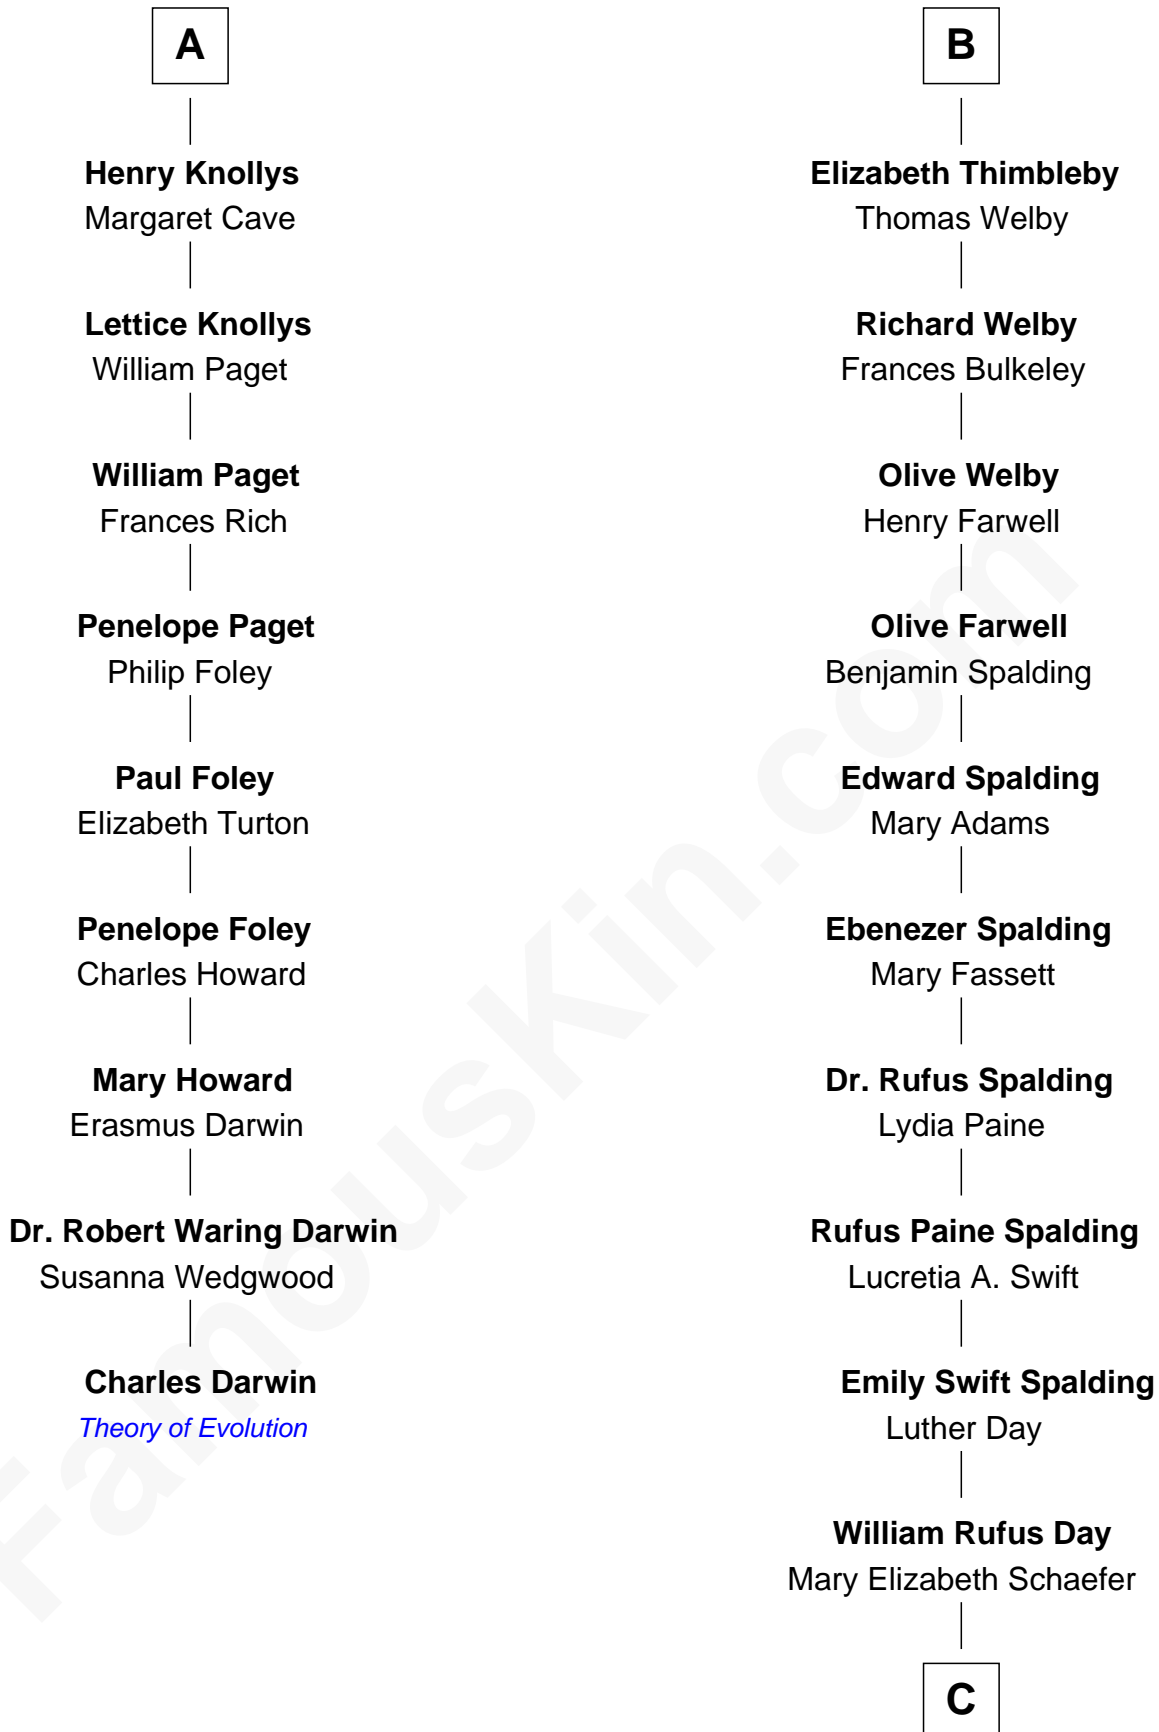 A
Henry Knollys
Margaret Cave
Lettice Knollys
William Paget
William Paget
Frances Rich
Penelope Paget
Philip Foley
Paul Foley
Elizabeth Turton
Penelope Foley
Charles Howard
Mary Howard
Erasmus Darwin
Dr. Robert Waring Darwin
Susanna Wedgwood
Charles Darwin
Theory of Evolution
B
Elizabeth Thimbleby
Thomas Welby
Richard Welby
Frances Bulkeley
Olive Welby
Henry Farwell
Olive Farwell
Benjamin Spalding
Edward Spalding
Mary Adams
Ebenezer Spalding
Mary Fassett
Dr. Rufus Spalding
Lydia Paine
Rufus Paine Spalding
Lucretia A. Swift
Emily Swift Spalding
Luther Day
William Rufus Day
Mary Elizabeth Schaefer
C
FamousKin.com